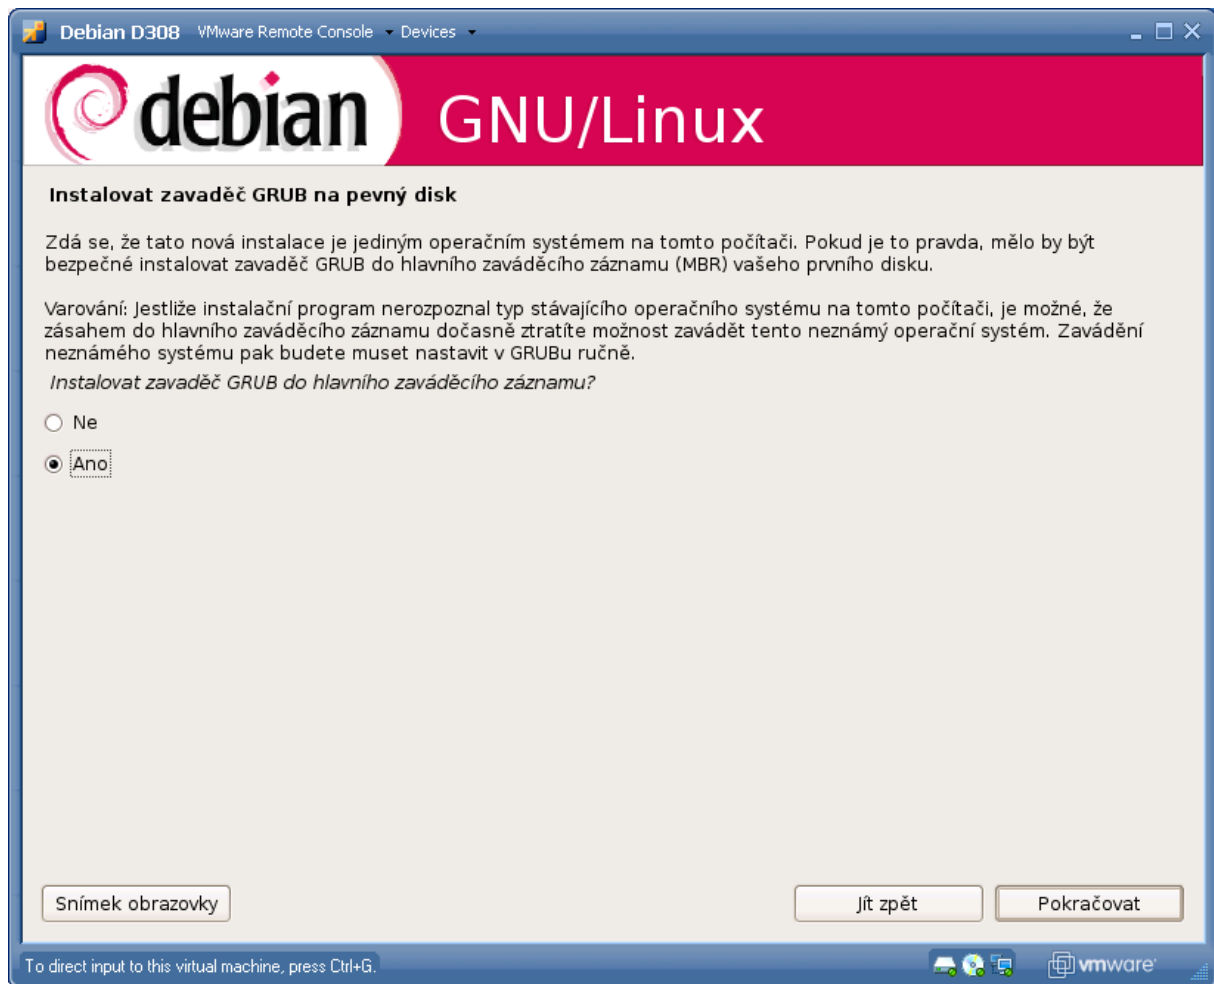 Debian D308 VMware Remote Console Devices
debian GNU/Linux
Instalovat zavaděč GRUB na pevný disk
Zdá se, že tato nová instalace je jediným operačním systémem na tomto počítači. Pokud je to pravda, mělo by být
bezpečné instalovat zavaděč GRUB do hlavního zaváděcího záznamu (MBR) vašeho prvního disku.
Varování: Jestliže instalační program nerozpoznal typ stávajícího operačního systému na tomto počítači, je možné, že
zásahem do hlavního zaváděcího záznamu dočasně ztratíte možnost zavádět tento neznámý operační systém. Zavádění
neznámého systému pak budete muset nastavit v GRUBu ručně.
Instalovat zavaděč GRUB do hlavního zaváděcího záznamu?
Ne
Ano
Snímek obrazovky
Jít zpět
Pokračovat
To direct input to this virtual machine, press Ctrl+G.
vmware